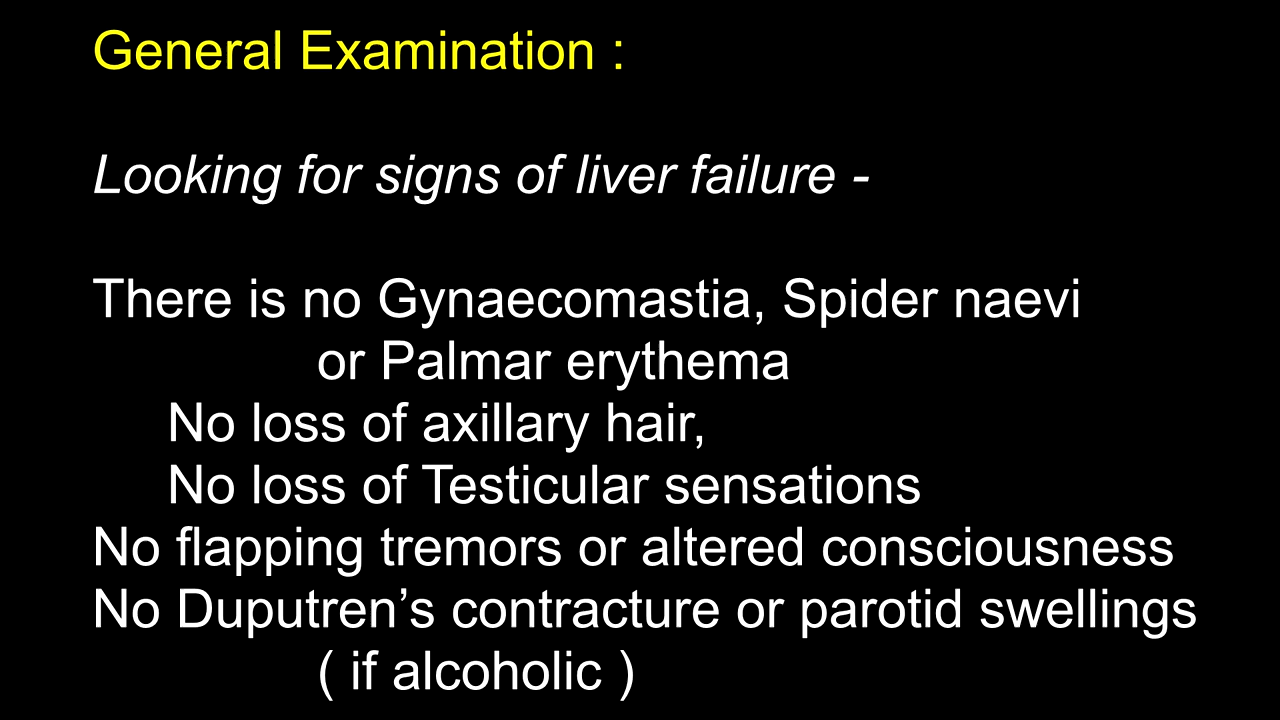 General Examination :
Looking for signs of liver failure -
There is no Gynaecomastia, Spider naevi
or Palmar erythema
No loss of axillary hair,
No loss of Testicular sensations
No flapping tremors or altered consciousness
No Duputren’s contracture or parotid swellings
( if alcoholic )